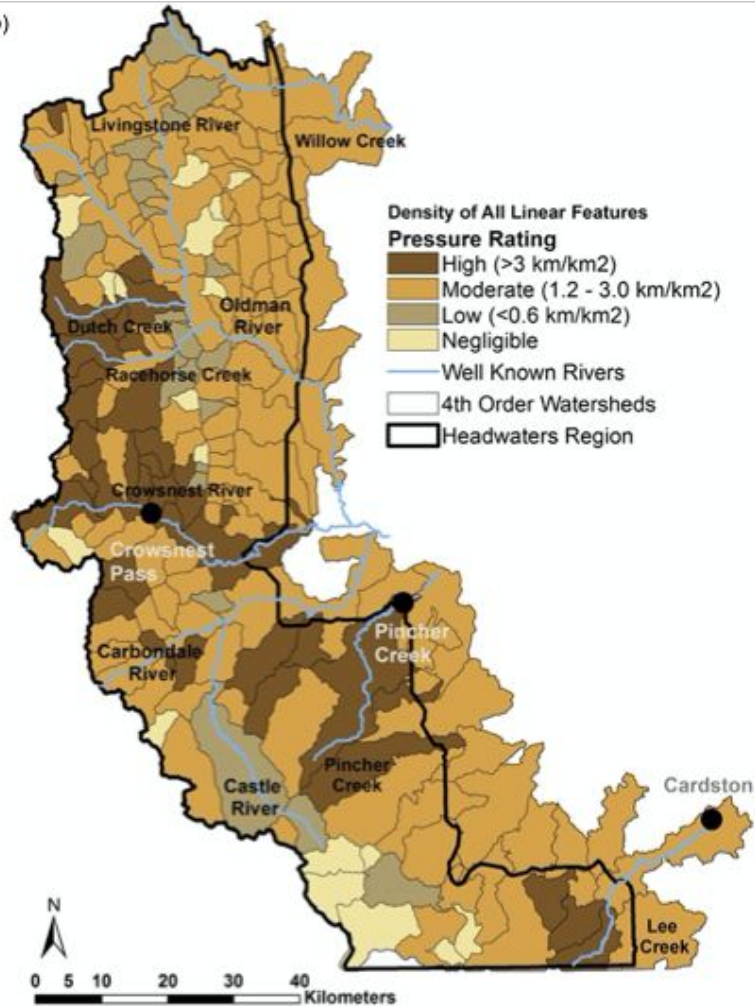 )
Livingstone River
Willow Creek
Density of All Linear Features
Pressure Rating
High (>3 km/km2)
Moderate (1.2 - 3.0 km/km2)
Low (<0.6 km/km2)
Negligible
Well Known Rivers
4th Order Watersheds
Headwaters Region
Oldman
River
Dutch Creek
Racehorse Creek
Crowsnest River
Crowsnest
Pass
Pincher
Creek
Carbondale
River
Pincher
Creek
Castle
River
Cardston
Lee
Creek
N
0 5 10 20 30 40
Kilometers